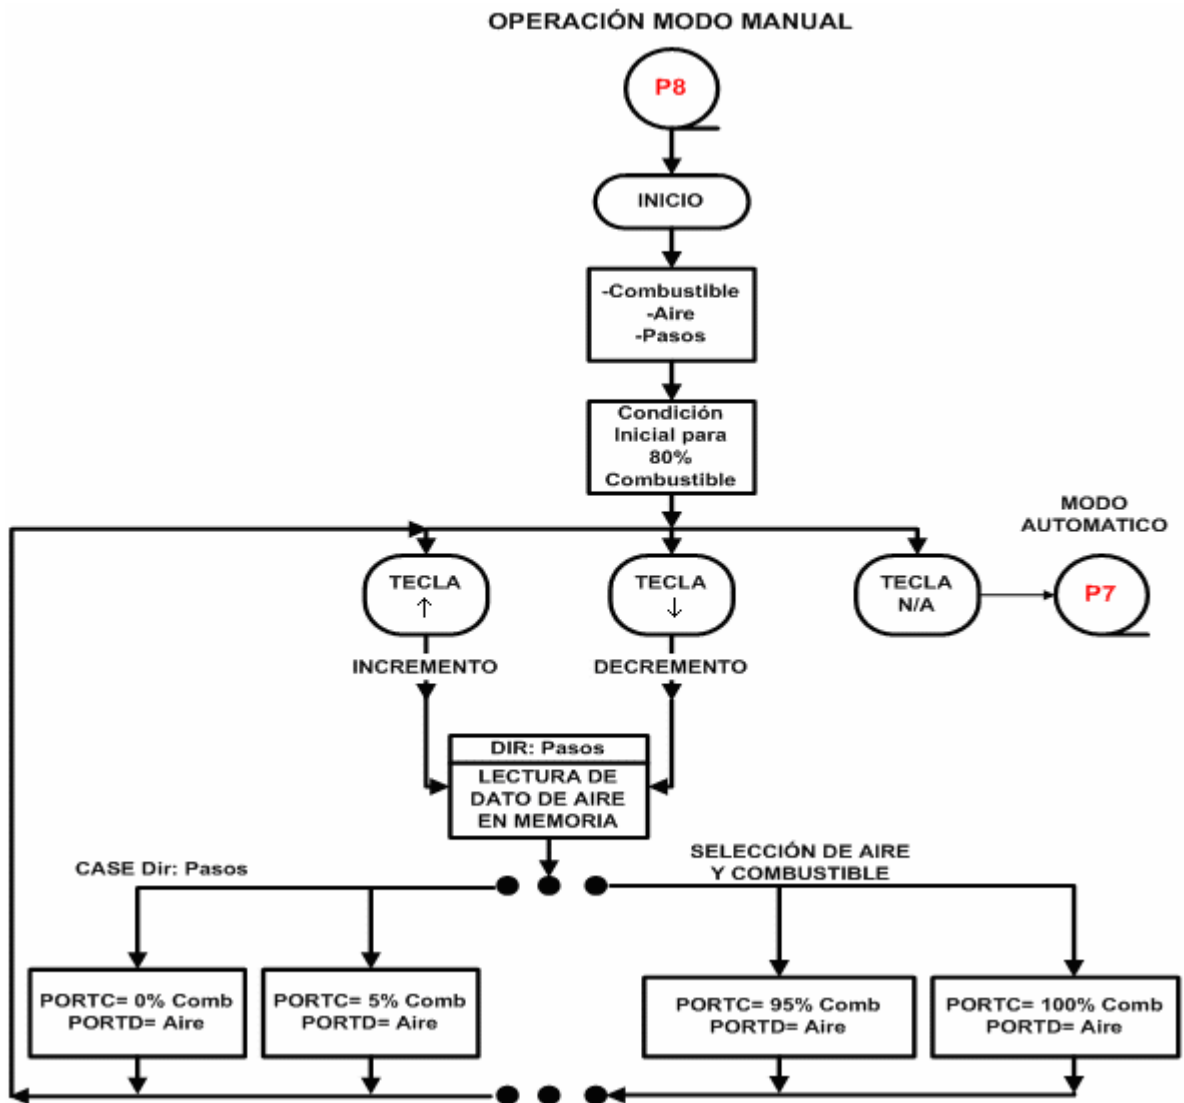 OPERACIÓN MODO MANUAL
P8
INICIO
-Combustible
-Aire
-Pasos
Condición
Inicial para
80%
Combustible
MODO
AUTOMATICO
TECLA
↑
TECLA
↓
TECLA
N/A
P7
INCREMENTO
DECREMENTO
DIR: Pasos
LECTURA DE
DATO DE AIRE
EN MEMORIA
CASE Dir: Pasos
SELECCIÓN DE AIRE
Y COMBUSTIBLE
PORTC= 0% Comb
PORTD= Aire
PORTC= 5% Comb
PORTD= Aire
PORTC= 95% Comb
PORTD= Aire
PORTC= 100% Comb
PORTD= Aire